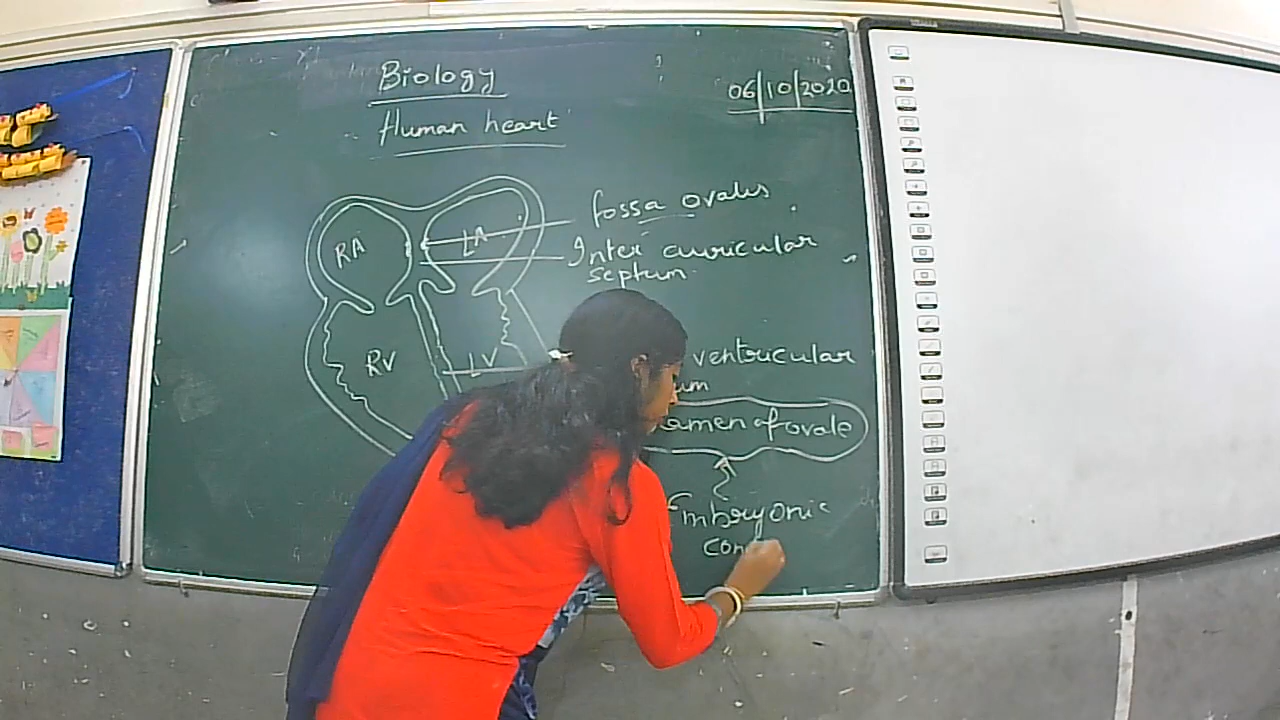 Biology
06/10/2020
Human heart
fossa ovalis
RA
LA
Inter auricular
septum.
RV
LV
ventricular
um
amen of ovale
Embryonic
con